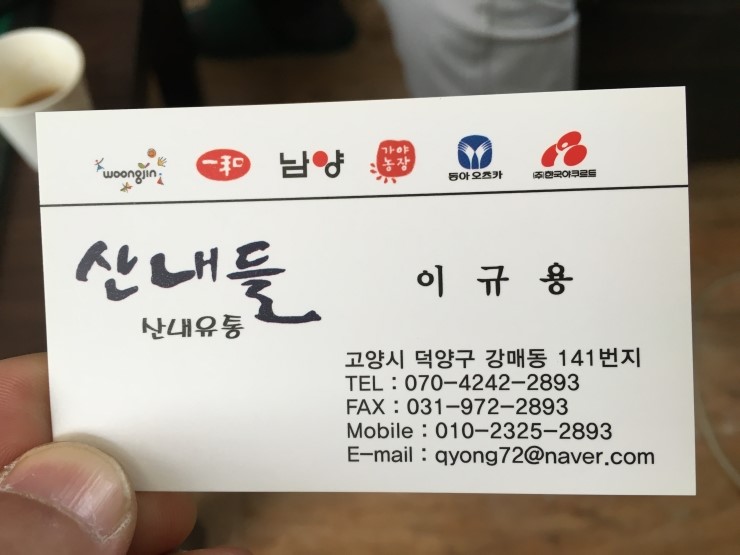 woongjin 一和 남양 가야농장 동아오츠카 (주)한국야쿠르트
산내들
산내유통
이규용
고양시 덕양구 강매동 141번지
TEL : 070-4242-2893
FAX : 031-972-2893
Mobile : 010-2325-2893
E-mail : qyong72@naver.com